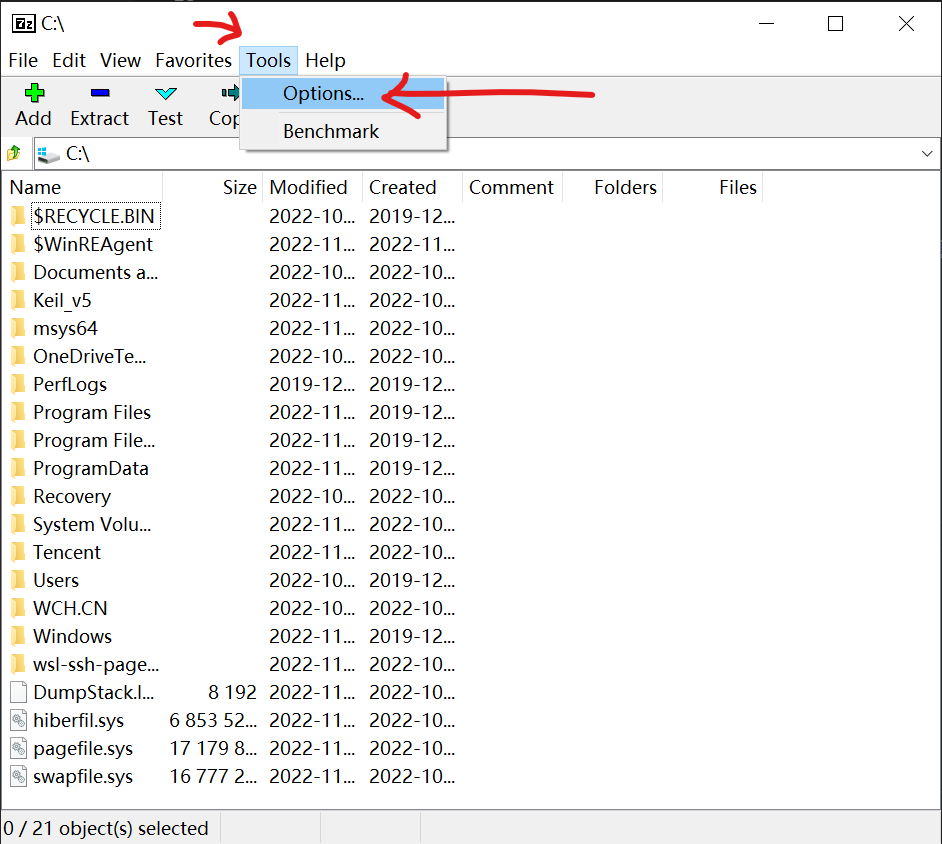 7z C:\
File Edit View Favorites Tools Help
Options...
Benchmark
Add Extract Test Cop
C:\
Name Size Modified Created Comment Folders Files
$RECYCLE.BIN 2022-10... 2019-12...
$WinREAgent 2022-11... 2022-11...
Documents a... 2022-10... 2022-10...
Keil_v5 2022-11... 2022-10...
msys64 2022-11... 2022-10...
OneDriveTe... 2022-10... 2022-10...
PerfLogs 2019-12... 2019-12...
Program Files 2022-11... 2019-12...
Program File... 2022-11... 2019-12...
ProgramData 2022-11... 2019-12...
Recovery 2022-10... 2022-10...
System Volu... 2022-11... 2022-10...
Tencent 2022-11... 2022-10...
Users 2022-10... 2019-12...
WCH.CN 2022-10... 2022-10...
Windows 2022-11... 2019-12...
wsl-ssh-page... 2022-11... 2022-10...
DumpStack.l... 8 192 2022-11... 2022-10...
hiberfil.sys 6 853 52... 2022-11... 2022-10...
pagefile.sys 17 179 8... 2022-11... 2022-10...
swapfile.sys 16 777 2... 2022-11... 2022-10...
0 / 21 object(s) selected